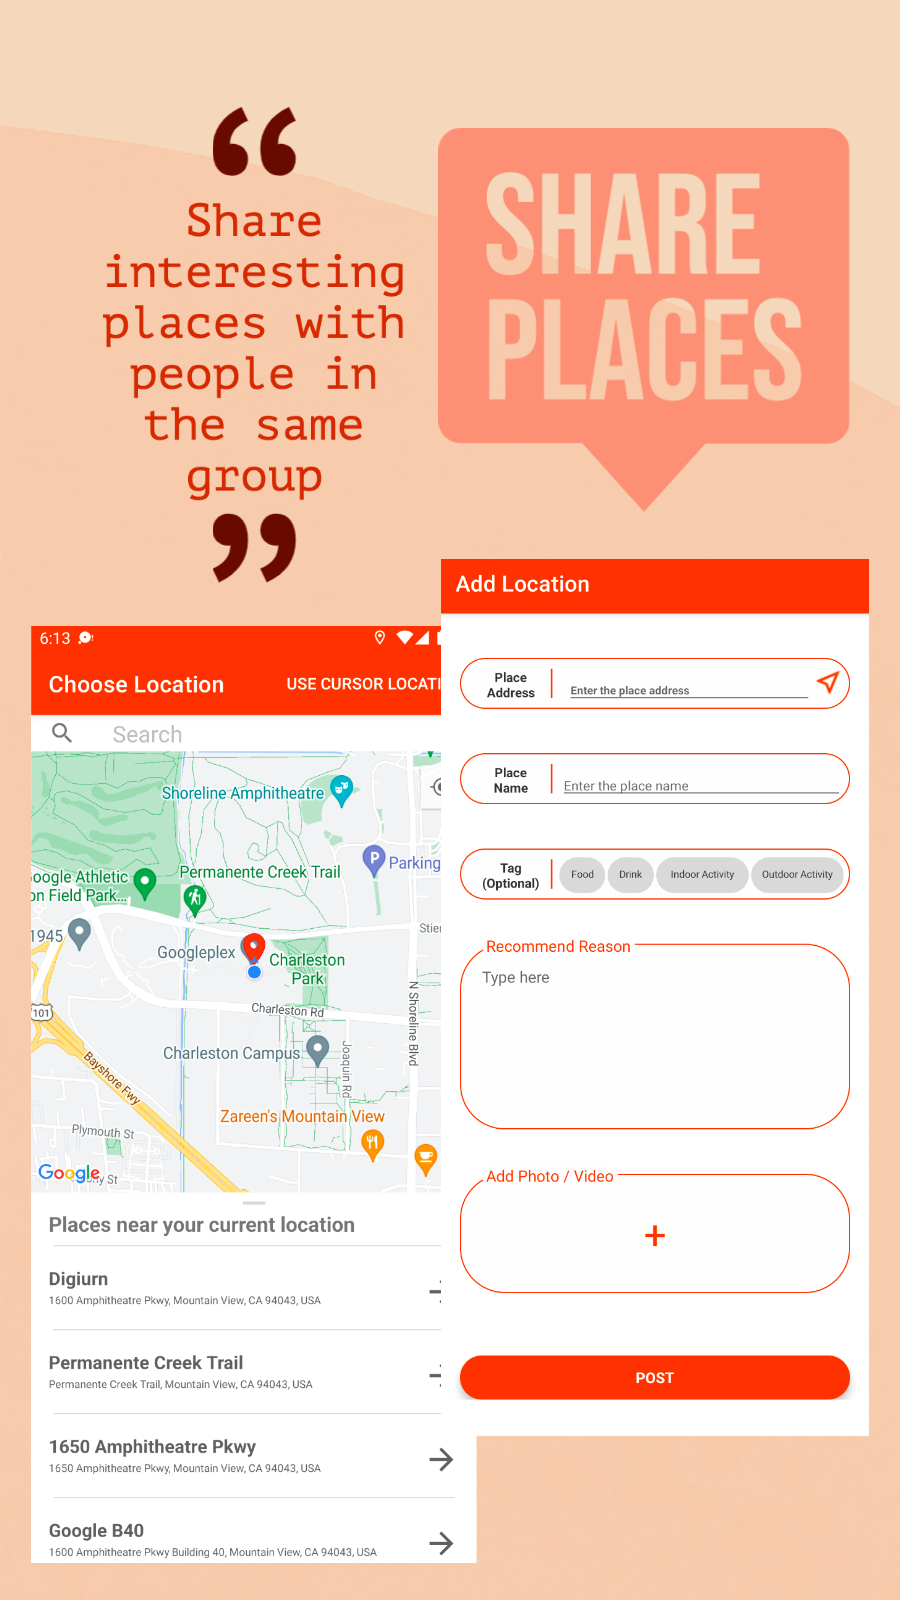 “
Share
interesting
places with
people in
the same
group
”
SHARE
PLACES
6:13
Choose Location
USE CURSOR LOCATI
Search
Shoreline Amphitheatre
P
Parking
oogle Athletic
on Field Park...
Permanente Creek Trail
1945
Stier
Googleplex
Charleston
Park
101
Charleston Rd
N Shoreline Blvd
Charleston Campus
Joaquin Rd
Bayshore Fwy
Zareen's Mountain View
Plymouth St
Google
ny St
Places near your current location
Digiurn
1600 Amphitheatre Pkwy, Mountain View, CA 94043, USA
Permanente Creek Trail
Permanente Creek Trail, Mountain View, CA 94043, USA
1650 Amphitheatre Pkwy
1650 Amphitheatre Pkwy, Mountain View, CA 94043, USA
Google B40
1600 Amphitheatre Pkwy Building 40, Mountain View, CA 94043, USA
Add Location
Place
Address
Enter the place address
Place
Name
Enter the place name
Tag
(Optional)
Food
Drink
Indoor Activity
Outdoor Activity
Recommend Reason
Type here
Add Photo / Video
+
POST